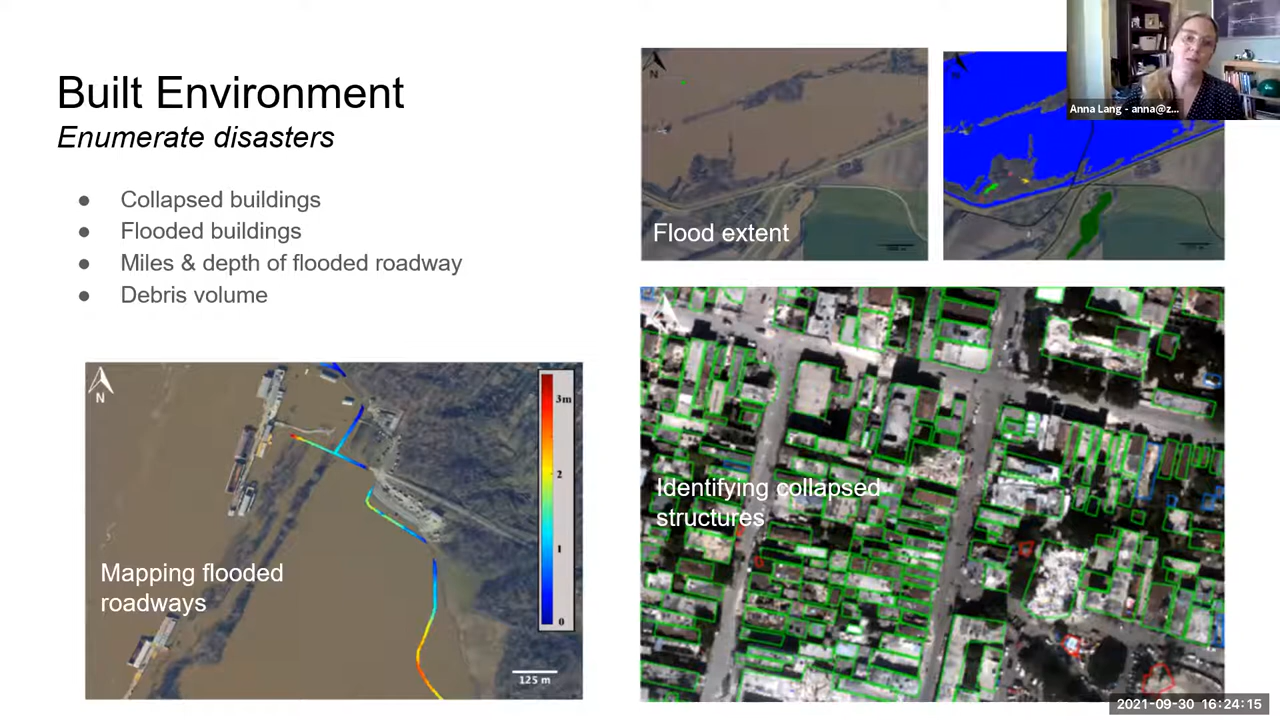 Built Environment
Enumerate disasters
● Collapsed buildings
● Flooded buildings
● Miles & depth of flooded roadway
● Debris volume
N
Mapping flooded
roadways
3m
2
1
0
125 m
N
Flood extent
Anna Lang - anna@z...
Identifying collapsed
structures
2021-09-30 16:24:15